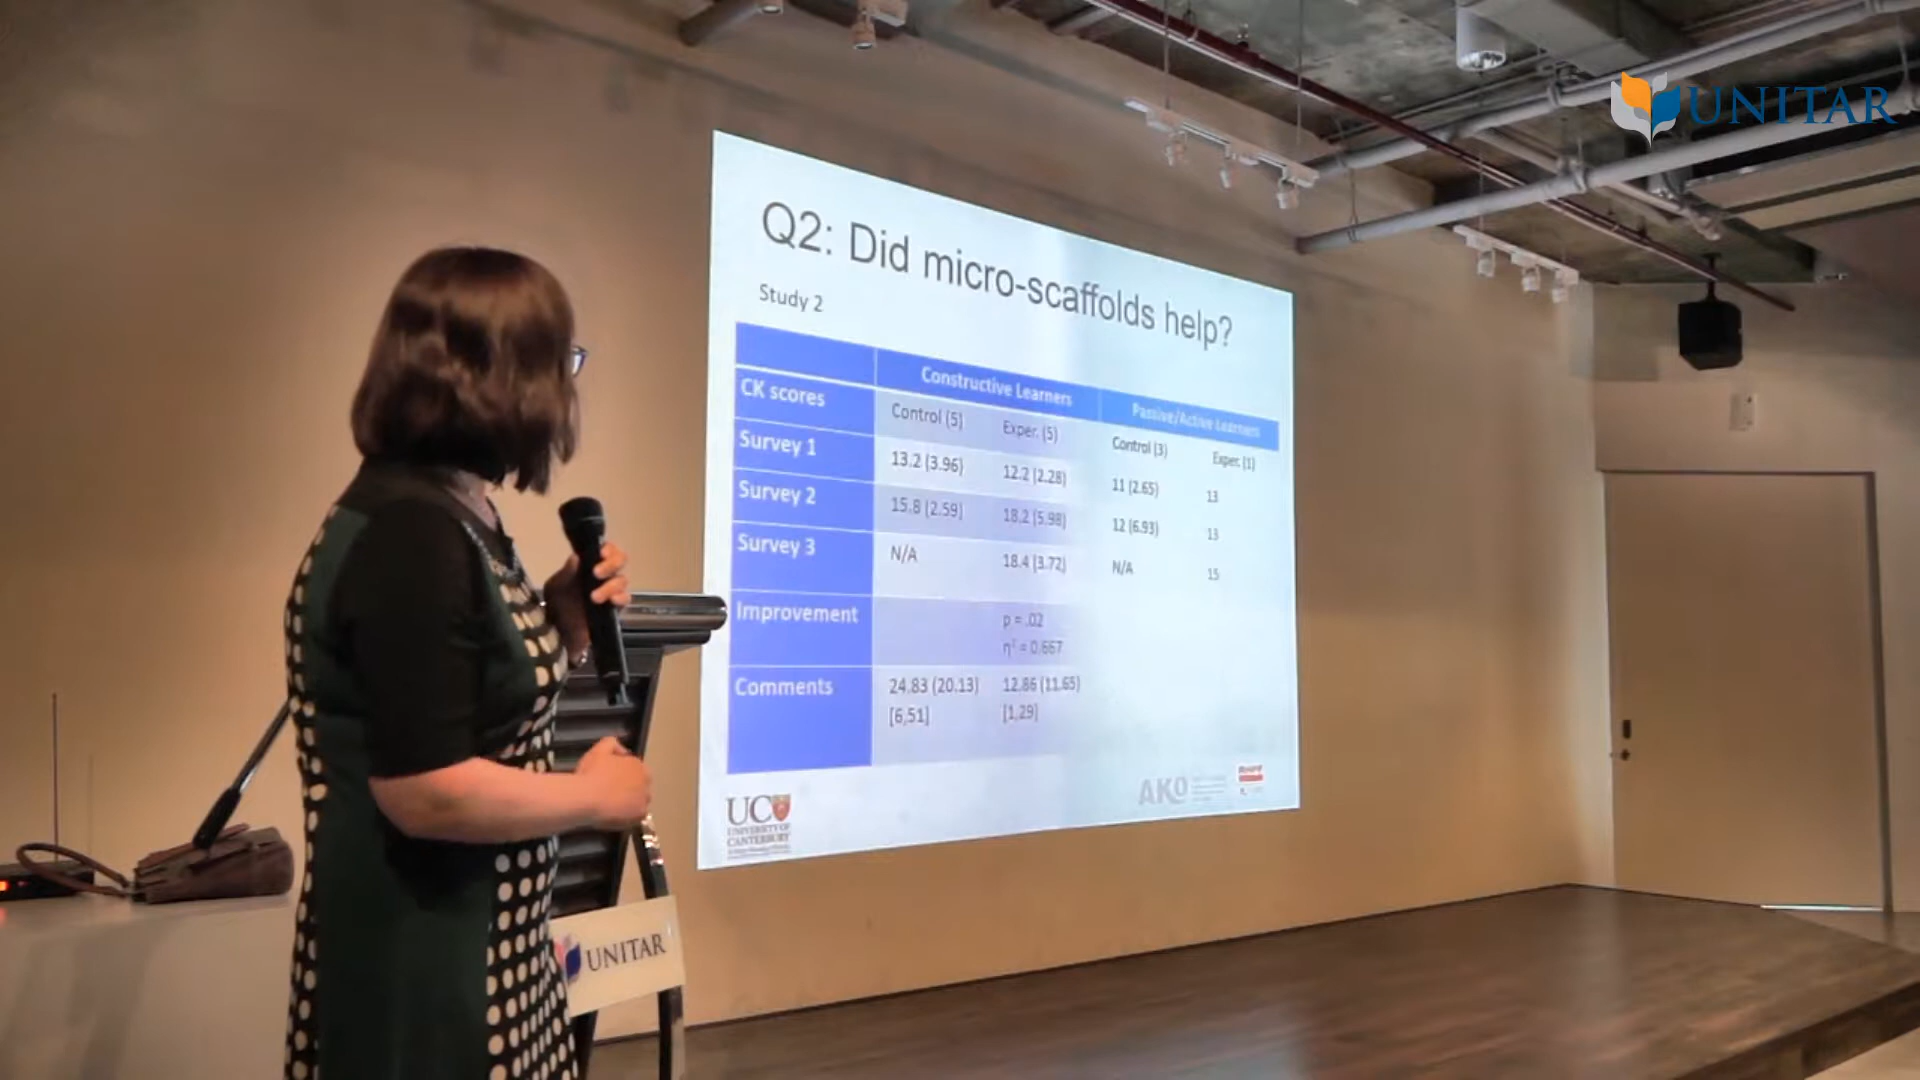 UNITAR
Q2: Did micro-scaffolds help?
Study 2
Constructive Learners Passive/Active Learners
CK scores Control (5) Exper. (5) Control (3) Exper. (1)
Survey 1 13.2 (3.96) 12.2 (2.28) 11 (2.65) 13
Survey 2 15.8 (2.59) 18.2 (5.98) 12 (6.93) 13
Survey 3 N/A 18.4 (3.72) N/A 15
Improvement p = .02
η² = 0.667
Comments 24.83 (20.13) 12.86 (11.65)
[6,51] [1,29]
UC
UNIVERSITY OF
CANTERBURY
AKO
UNITAR